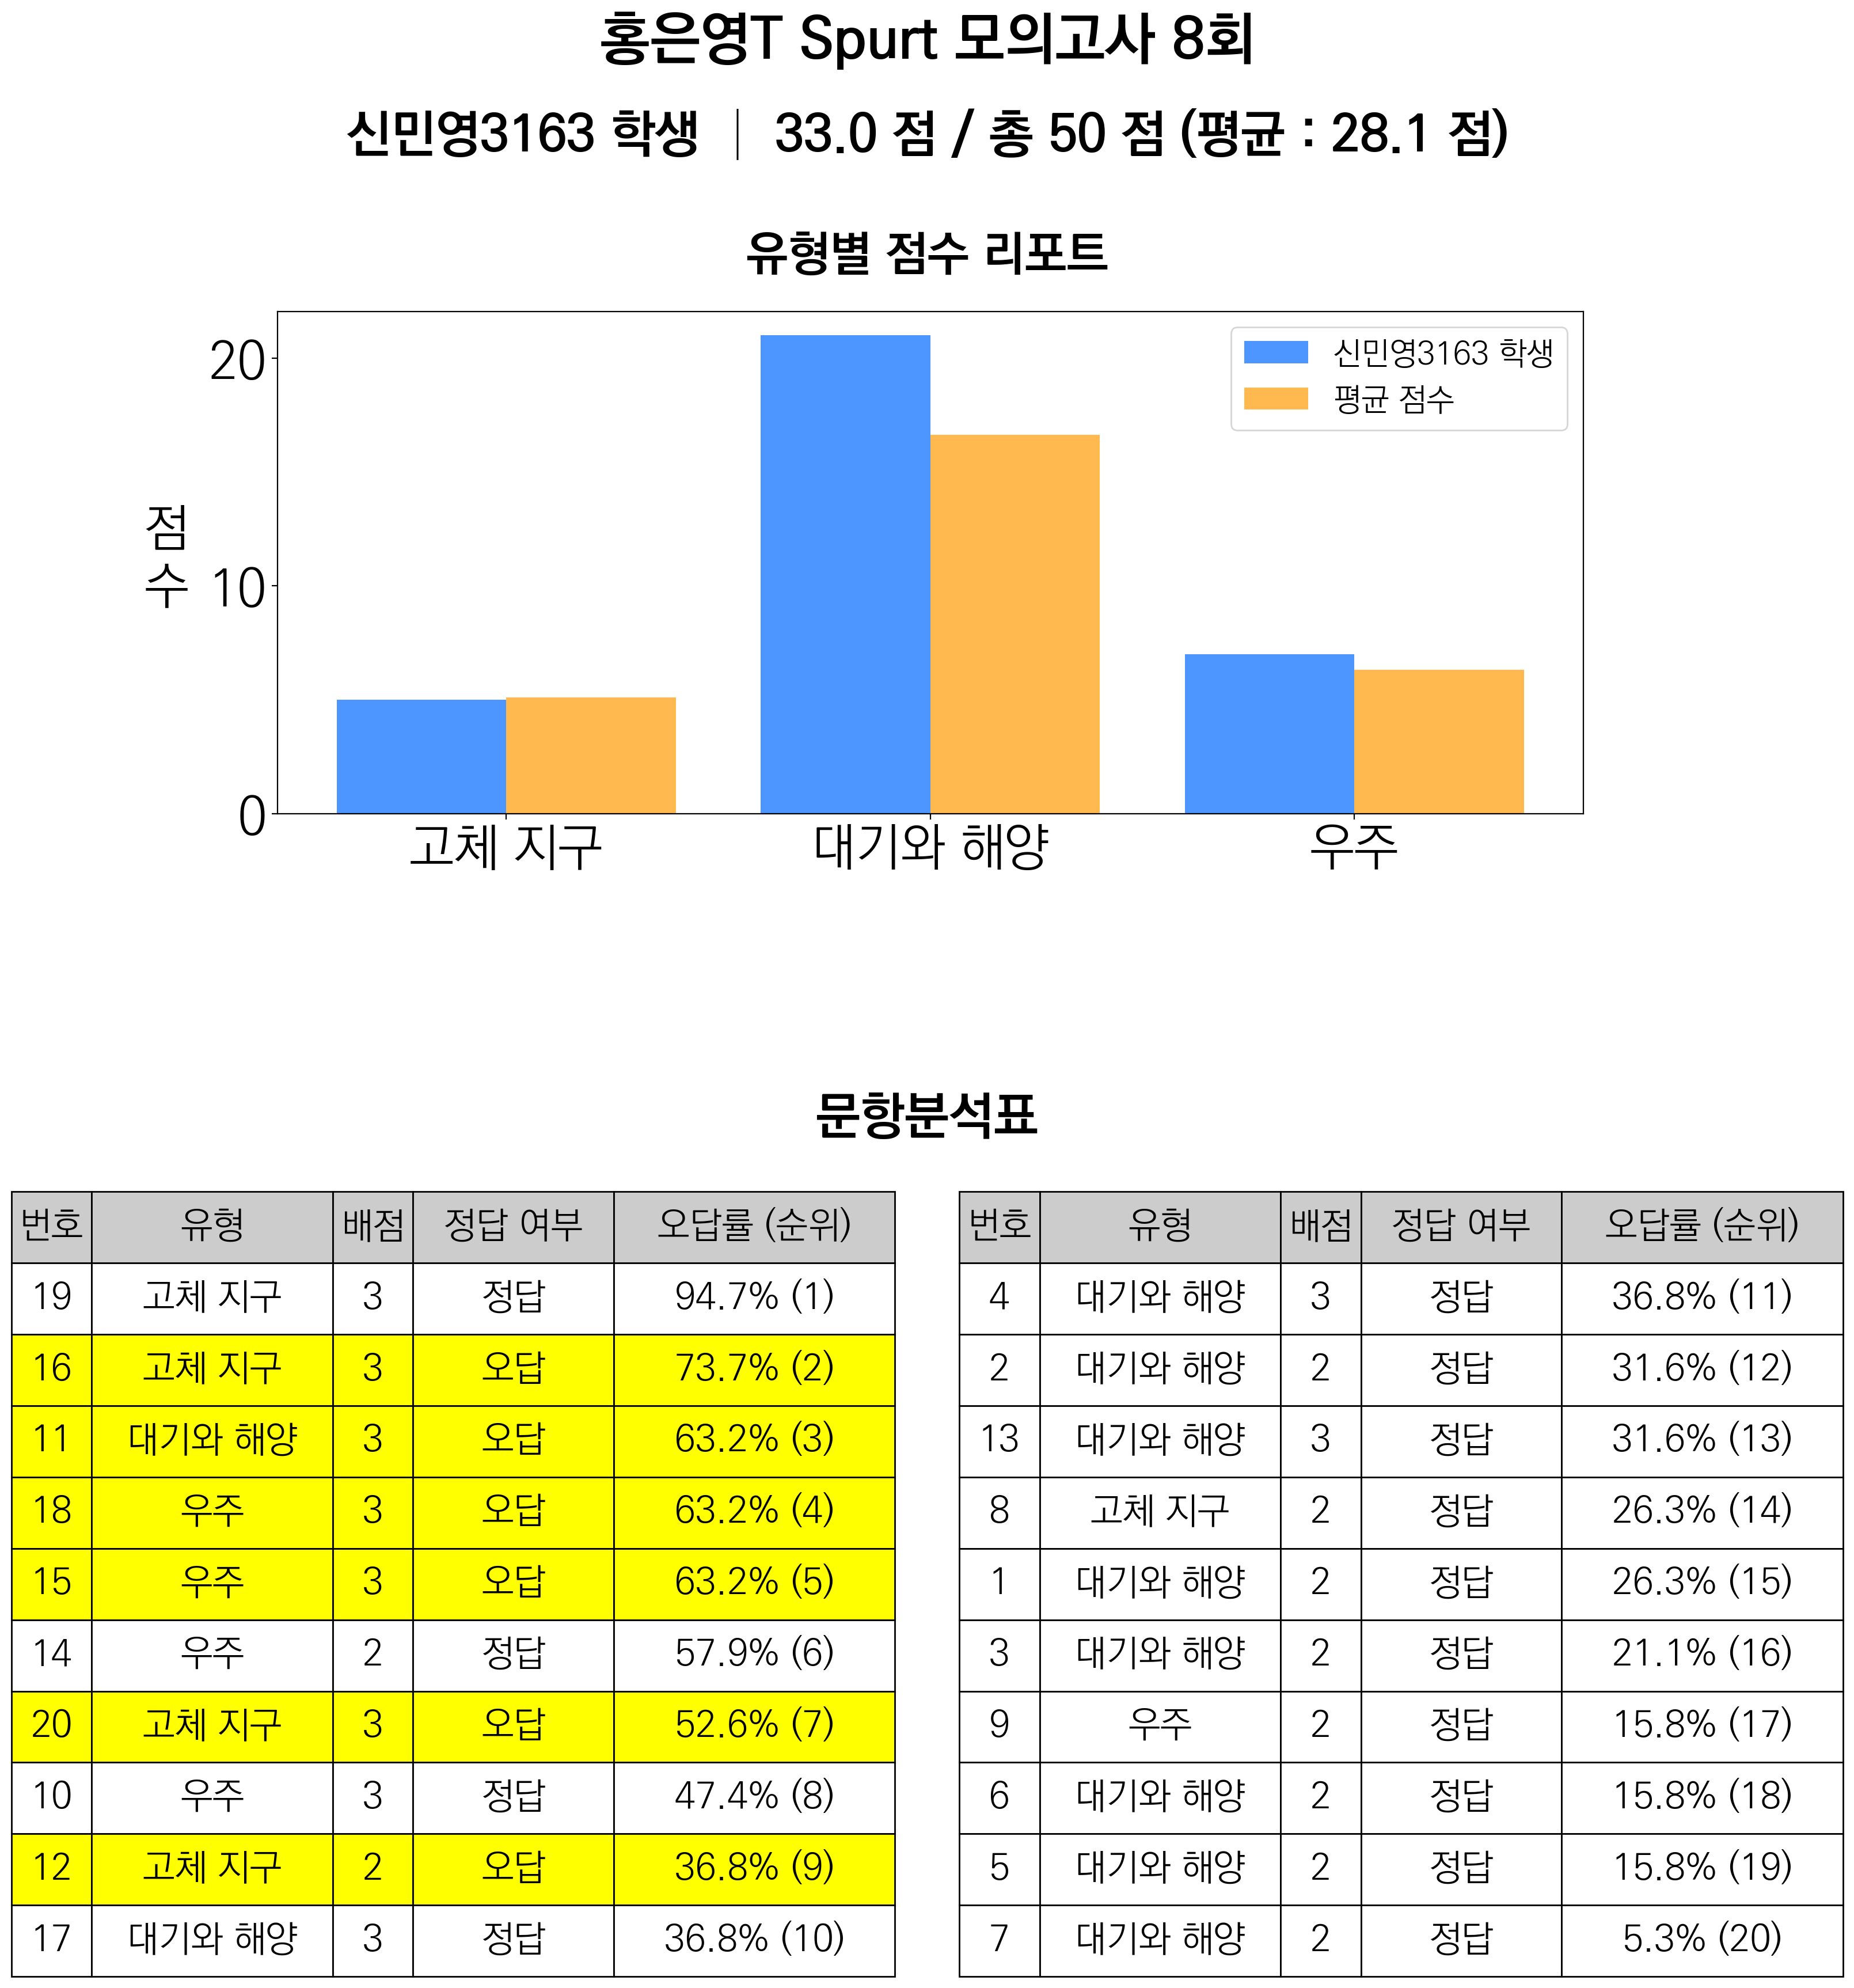 홍은영T Spurt 모의고사 8회
신민영3163 학생 │ 33.0 점 / 총 50 점 (평균 : 28.1 점)
유형별 점수 리포트
신민영3163 학생
평균 점수
점
수
20
10
0
고체 지구 대기와 해양 우주
문항분석표
번호 유형 배점 정답 여부 오답률 (순위)
19 고체 지구 3 정답 94.7% (1)
16 고체 지구 3 오답 73.7% (2)
11 대기와 해양 3 오답 63.2% (3)
18 우주 3 오답 63.2% (4)
15 우주 3 오답 63.2% (5)
14 우주 2 정답 57.9% (6)
20 고체 지구 3 오답 52.6% (7)
10 우주 3 정답 47.4% (8)
12 고체 지구 2 오답 36.8% (9)
17 대기와 해양 3 정답 36.8% (10)
번호 유형 배점 정답 여부 오답률 (순위)
4 대기와 해양 3 정답 36.8% (11)
2 대기와 해양 2 정답 31.6% (12)
13 대기와 해양 3 정답 31.6% (13)
8 고체 지구 2 정답 26.3% (14)
1 대기와 해양 2 정답 26.3% (15)
3 대기와 해양 2 정답 21.1% (16)
9 우주 2 정답 15.8% (17)
6 대기와 해양 2 정답 15.8% (18)
5 대기와 해양 2 정답 15.8% (19)
7 대기와 해양 2 정답 5.3% (20)